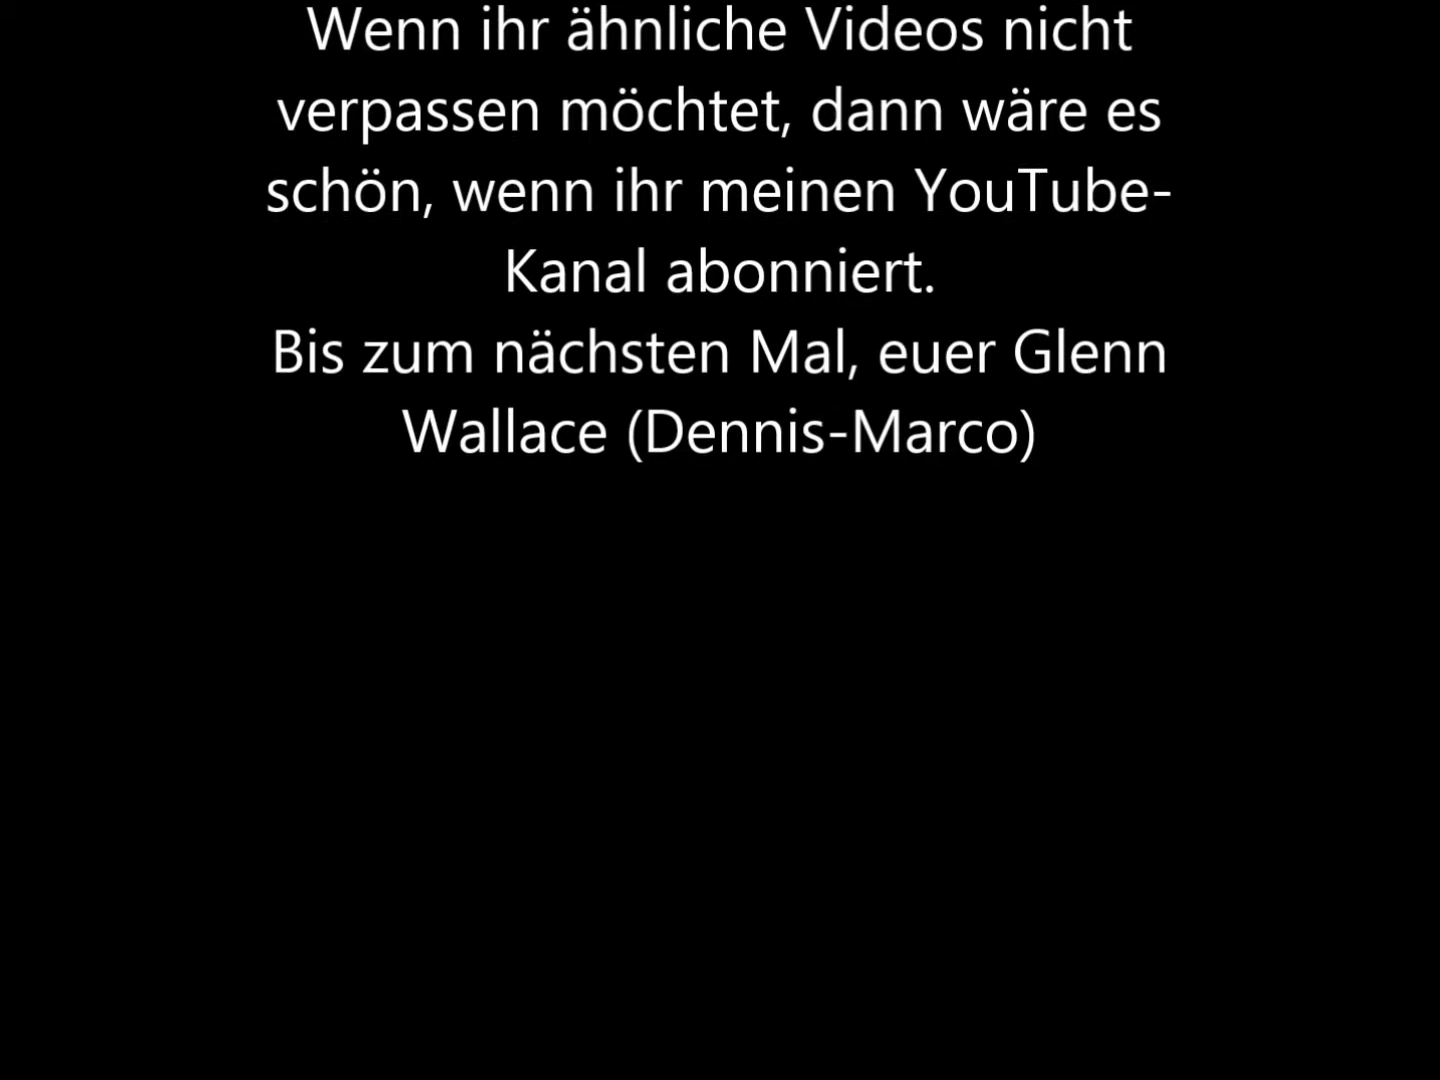 Wenn ihr ähnliche Videos nicht
verpassen möchtet, dann wäre es
schön, wenn ihr meinen YouTube-
Kanal abonniert.
Bis zum nächsten Mal, euer Glenn
Wallace (Dennis-Marco)